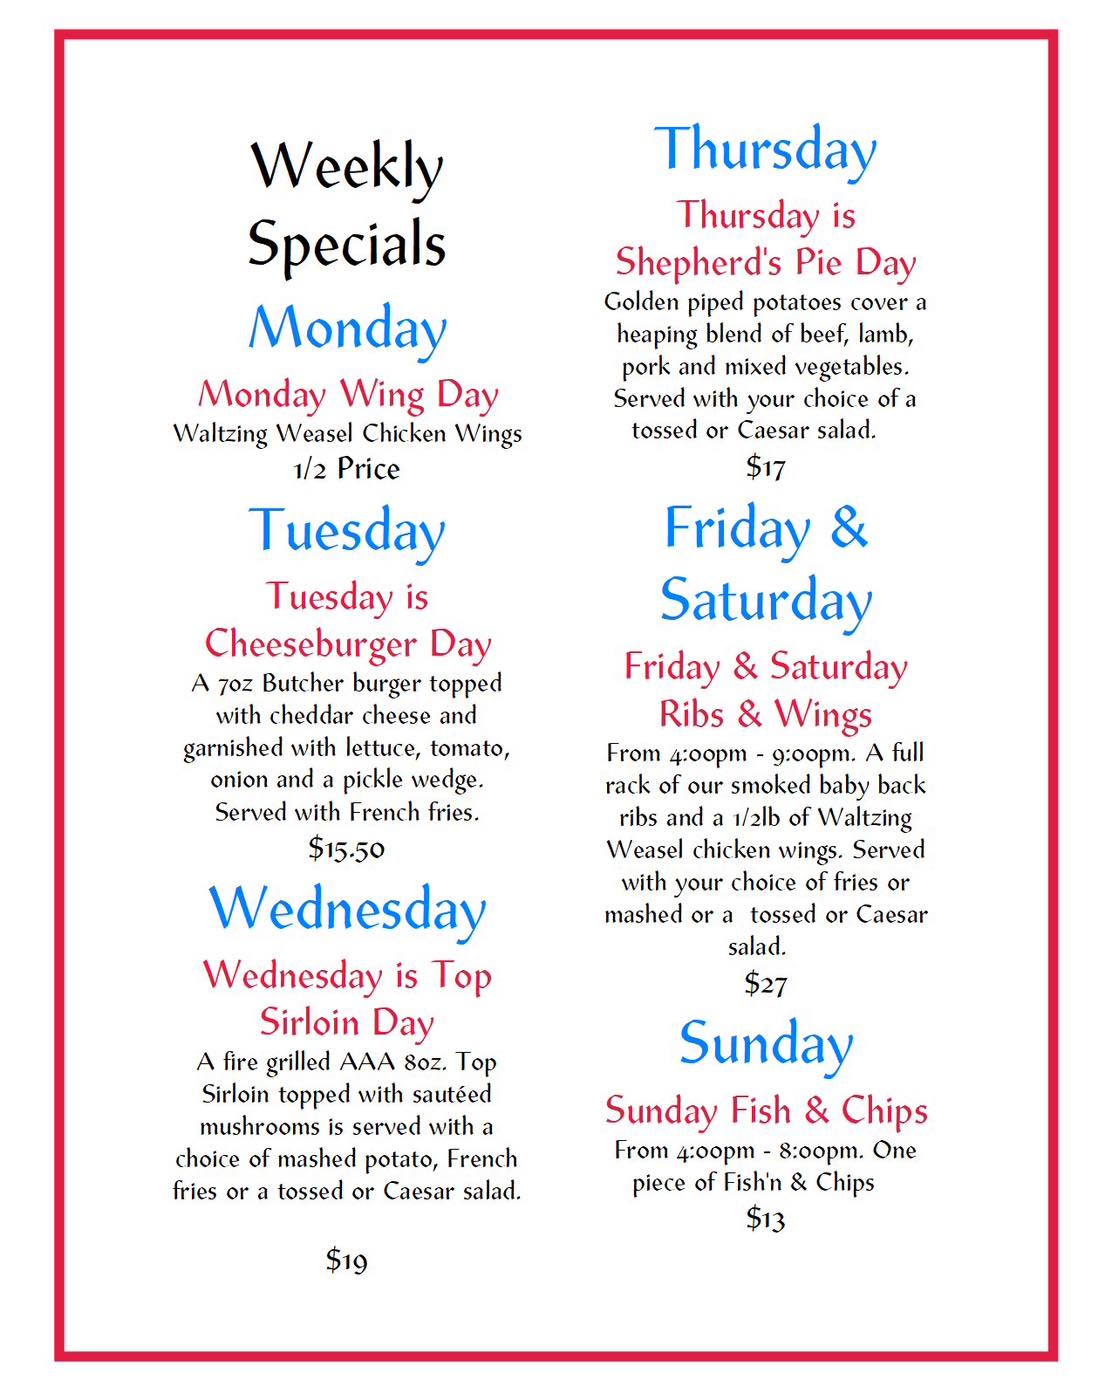 Weekly
Specials
Monday
Monday Wing Day
Waltzing Weasel Chicken Wings
1/2 Price
Tuesday
Tuesday is
Cheeseburger Day
A 7oz Butcher burger topped
with cheddar cheese and
garnished with lettuce, tomato,
onion and a pickle wedge.
Served with French fries.
$15.50
Wednesday
Wednesday is Top
Sirloin Day
A fire grilled AAA 8oz. Top
Sirloin topped with sautéed
mushrooms is served with a
choice of mashed potato, French
fries or a tossed or Caesar salad.
$19
Thursday
Thursday is
Shepherd's Pie Day
Golden piped potatoes cover a
heaping blend of beef, lamb,
pork and mixed vegetables.
Served with your choice of a
tossed or Caesar salad.
$17
Friday &
Saturday
Friday & Saturday
Ribs & Wings
From 4:00pm - 9:00pm. A full
rack of our smoked baby back
ribs and a 1/2lb of Waltzing
Weasel chicken wings. Served
with your choice of fries or
mashed or a  tossed or Caesar
salad.
$27
Sunday
Sunday Fish & Chips
From 4:00pm - 8:00pm. One
piece of Fish'n & Chips
$13